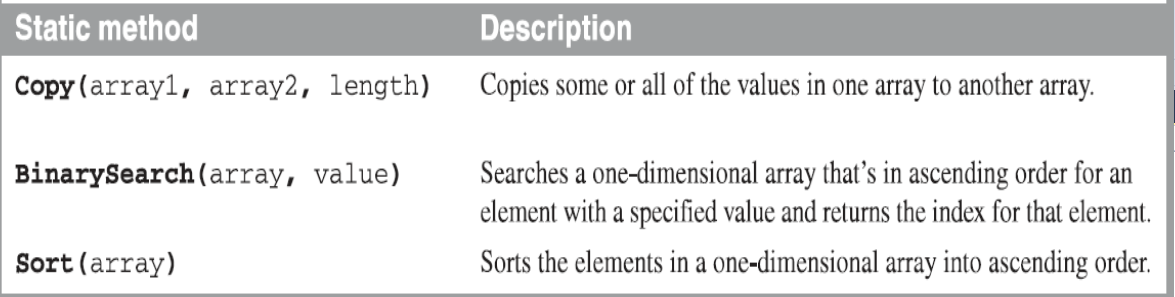 Static method Description
Copy(array1, array2, length) Copies some or all of the values in one array to another array.
BinarySearch(array, value) Searches a one-dimensional array that's in ascending order for an
element with a specified value and returns the index for that element.
Sort(array) Sorts the elements in a one-dimensional array into ascending order.